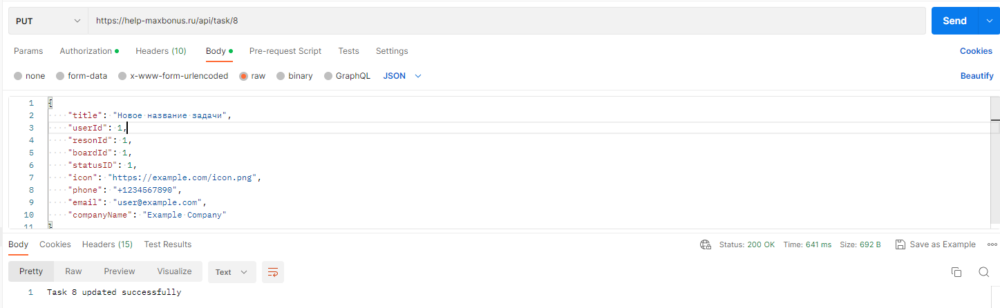 PUT https://help-maxbonus.ru/api/task/8 Send
Params Authorization Headers (10) Body Pre-request Script Tests Settings Cookies
none form-data x-www-form-urlencoded raw binary GraphQL JSON Beautify
1 {
2 "title": "Новое название задачи",
3 "userId": 1,
4 "resonId": 1,
5 "boardId": 1,
6 "statusID": 1,
7 "icon": "https://example.com/icon.png",
8 "phone": "+1234567890",
9 "email": "user@example.com",
10 "companyName": "Example Company"
11 }
Body Cookies Headers (15) Test Results Status: 200 OK Time: 641 ms Size: 692 B Save as Example
Pretty Raw Preview Visualize Text
1 Task 8 updated successfully